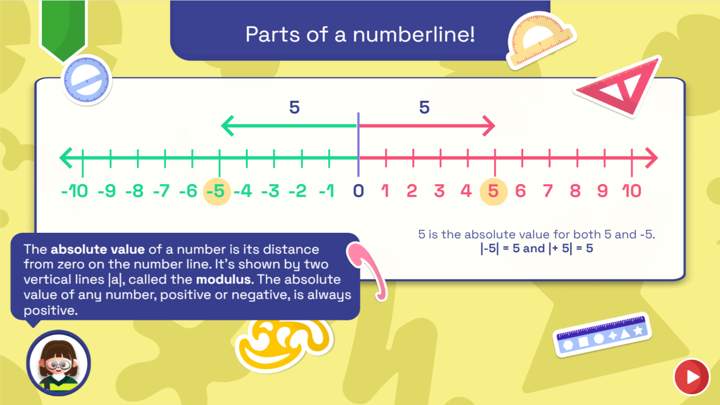 Parts of a numberline!
5 5
-10 -9 -8 -7 -6 -5 -4 -3 -2 -1 0 1 2 3 4 5 6 7 8 9 10
5 is the absolute value for both 5 and -5.
|-5| = 5 and |+ 5| = 5
The absolute value of a number is its distance
from zero on the number line. It's shown by two
vertical lines |a|, called the modulus. The absolute
value of any number, positive or negative, is always
positive.